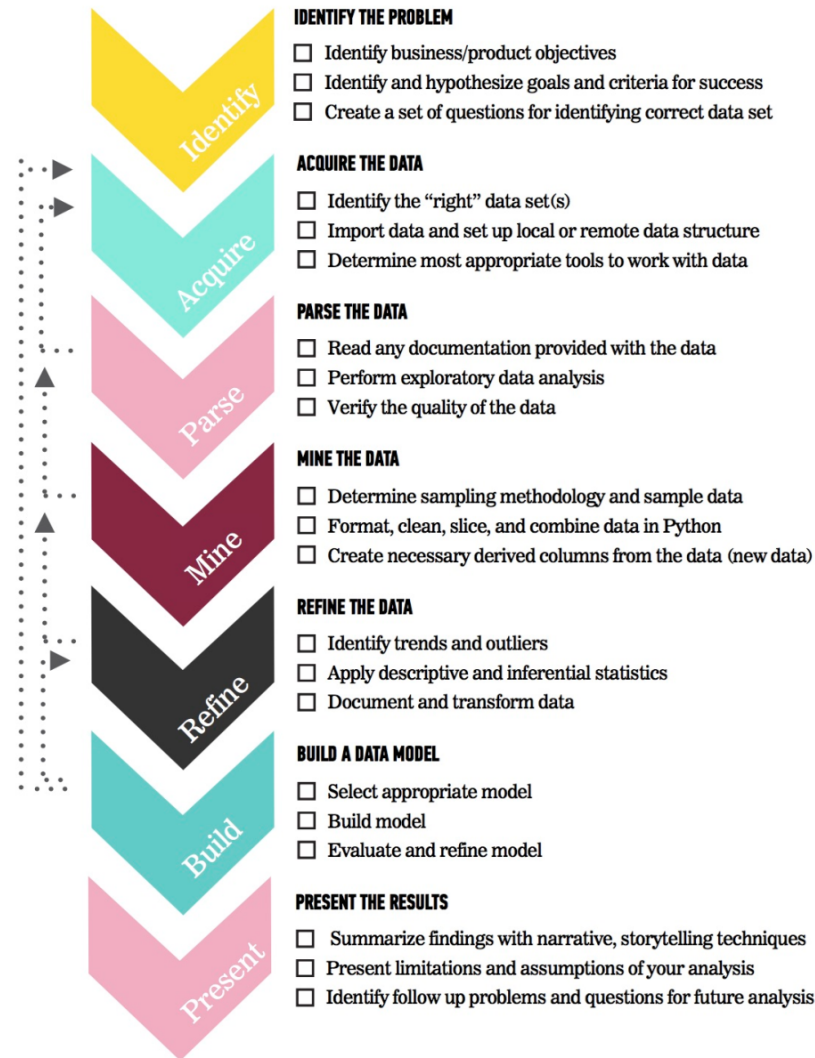 IDENTIFY THE PROBLEM
Identify business/product objectives
Identify and hypothesize goals and criteria for success
Create a set of questions for identifying correct data set
Identify
ACQUIRE THE DATA
Identify the “right” data set(s)
Import data and set up local or remote data structure
Determine most appropriate tools to work with data
Acquire
PARSE THE DATA
Read any documentation provided with the data
Perform exploratory data analysis
Verify the quality of the data
Parse
MINE THE DATA
Determine sampling methodology and sample data
Format, clean, slice, and combine data in Python
Create necessary derived columns from the data (new data)
Mine
REFINE THE DATA
Identify trends and outliers
Apply descriptive and inferential statistics
Document and transform data
Refine
BUILD A DATA MODEL
Select appropriate model
Build model
Evaluate and refine model
Build
PRESENT THE RESULTS
Summarize findings with narrative, storytelling techniques
Present limitations and assumptions of your analysis
Identify follow up problems and questions for future analysis
Present